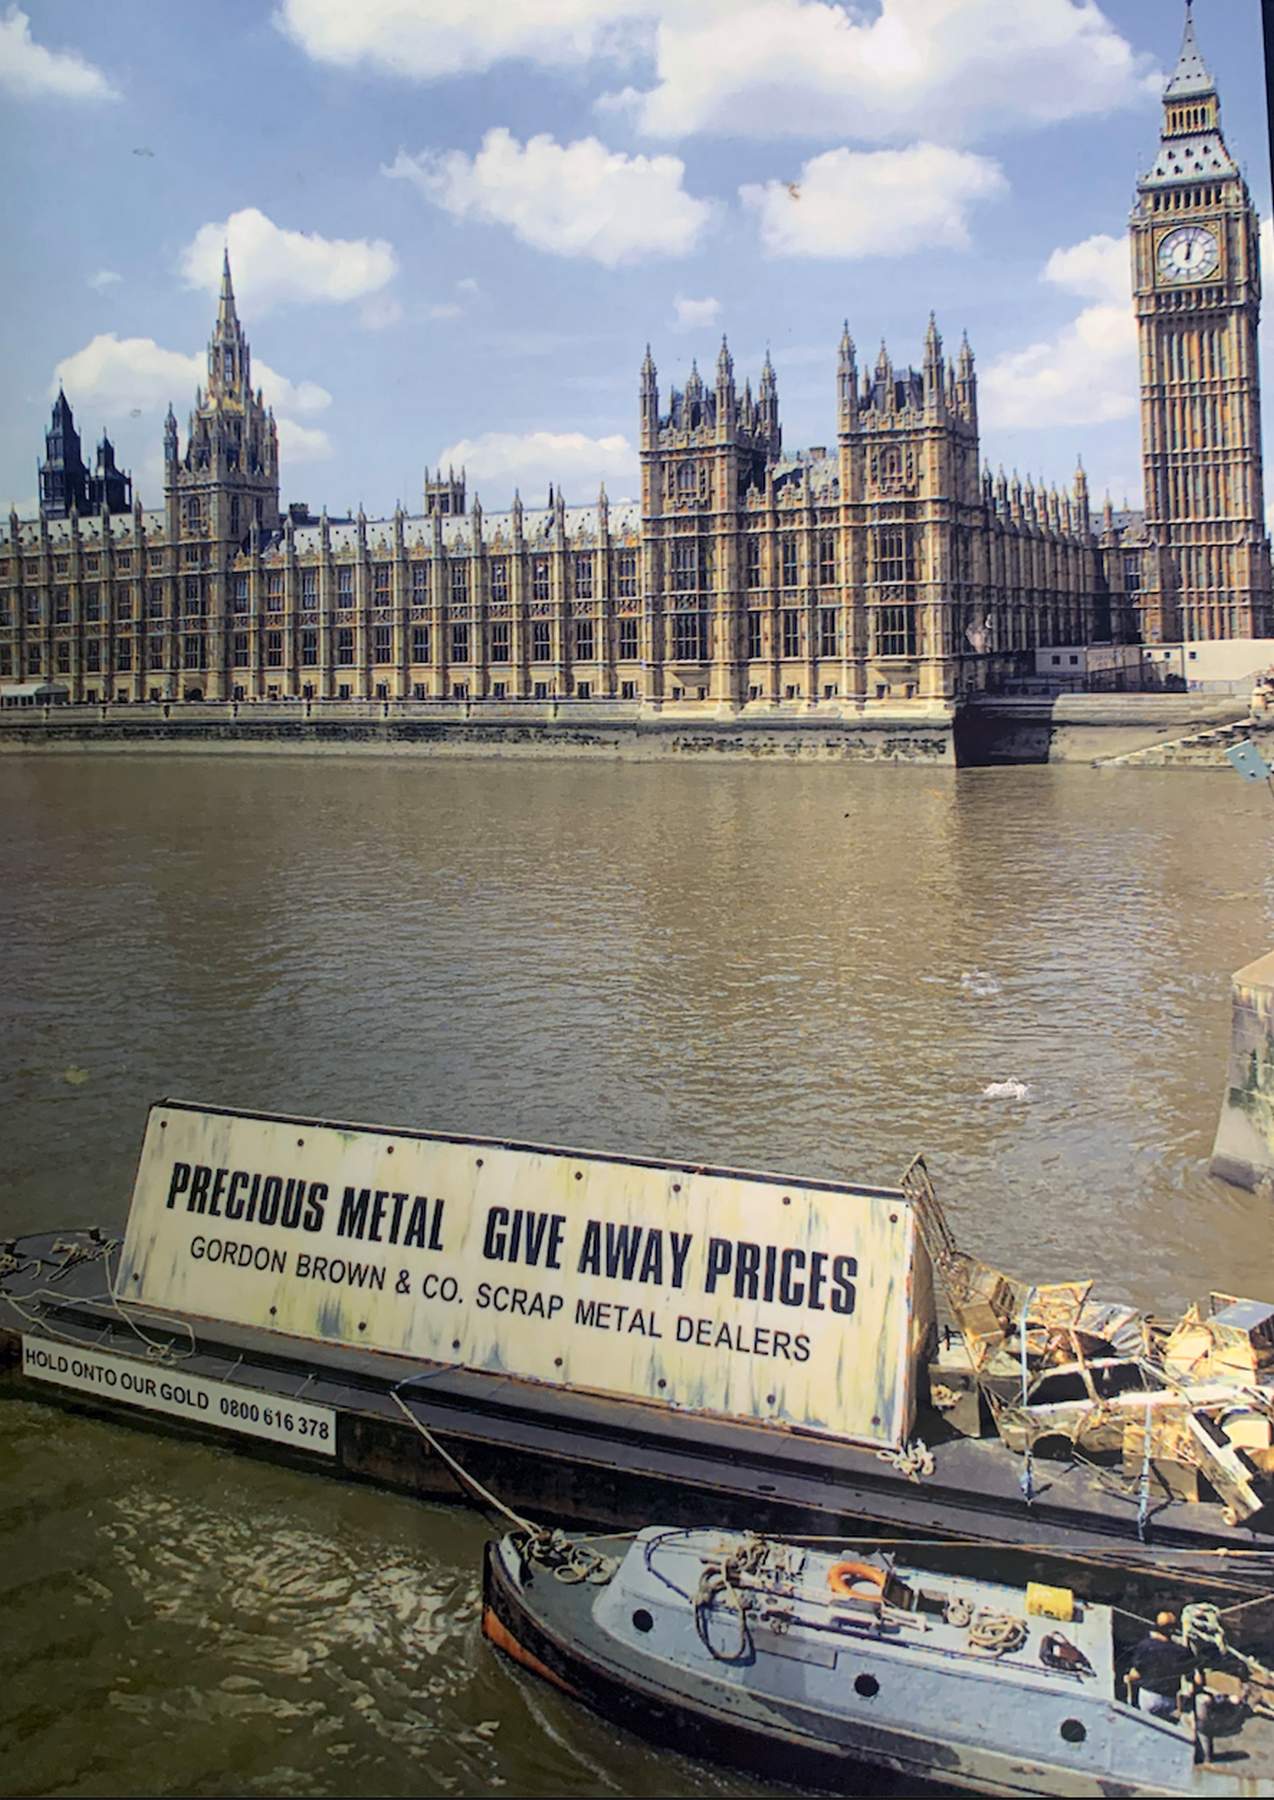 PRECIOUS METAL GIVE AWAY PRICES
GORDON BROWN & CO. SCRAP METAL DEALERS
HOLD ONTO OUR GOLD 0800 616 378